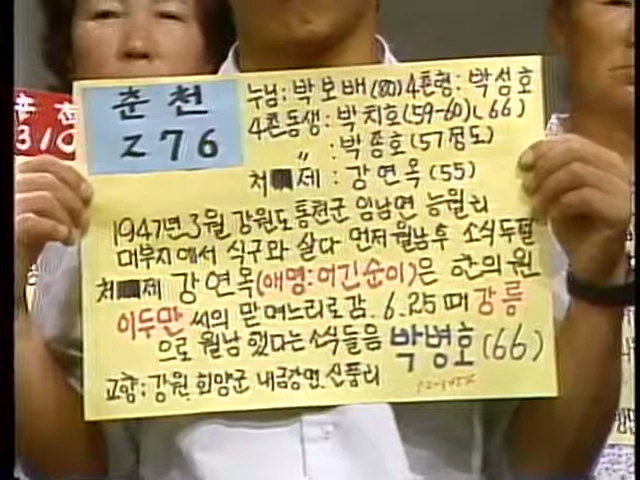 춘천
Z76
310
누님: 박보배(80) 4촌형: 박성호
4촌동생: 박치호(59-60) (66)
〃 : 박종호(57정도)
처 제 : 강연옥(55)
1947년 3월 강원도 통천군 임남면 능원리
매부지에서 식구와 살다 먼저 월남후 소식두절
처 제 강연옥(애명:어긴순이)은 한의원
이두만 씨의 맏며느리로감. 6.25때 강릉
으로 월남했다는 소식들음 박병호(66)
고향: 강원 회양군 내금강면 신풍리